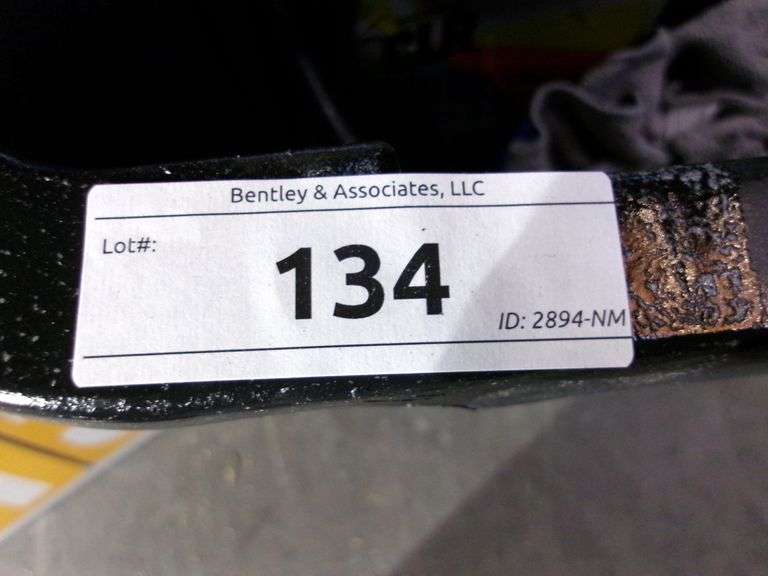 Bentley & Associates, LLC
Lot#:
134
ID: 2894-NM